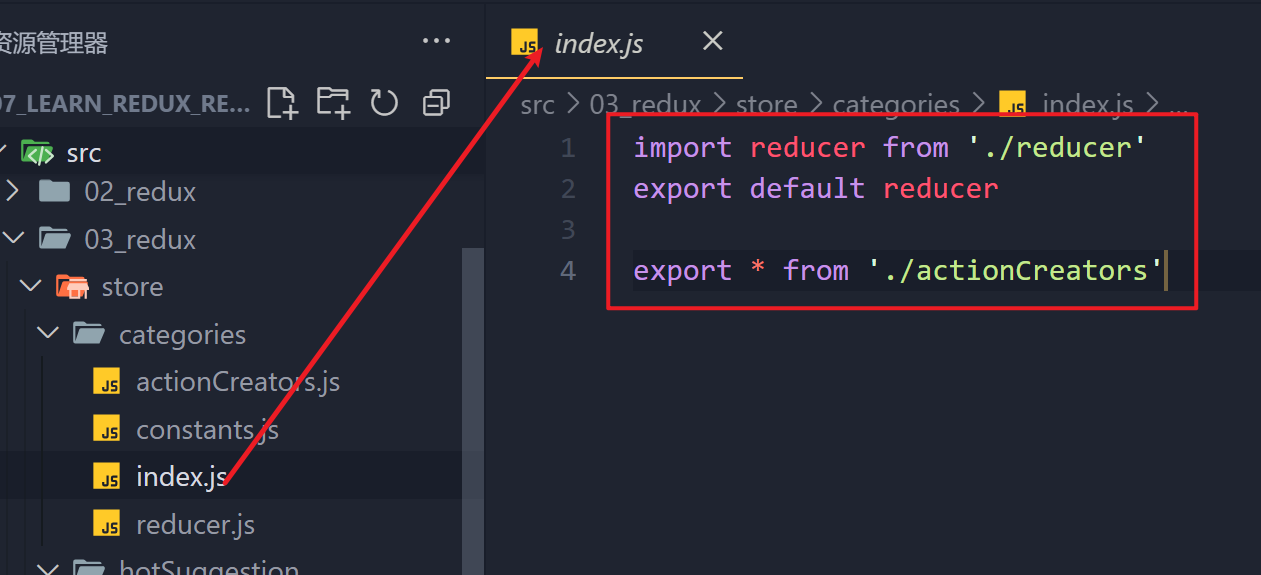 资源管理器
07_LEARN_REDUX_RE...
src
02_redux
03_redux
store
categories
actionCreators.js
constants.js
index.js
reducer.js
hotSuggestion
index.js
src > 03_redux > store > categories > index.js > ...
1 import reducer from './reducer'
2 export default reducer
3
4 export * from './actionCreators'